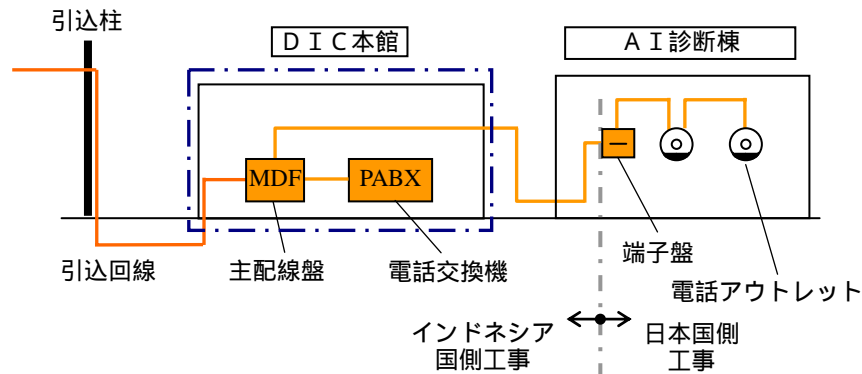 引込柱
ＤＩＣ本館
ＡＩ診断棟
MDF
PABX
引込回線
主配線盤
電話交換機
端子盤
電話アウトレット
インドネシア
国側工事
日本国側
工事